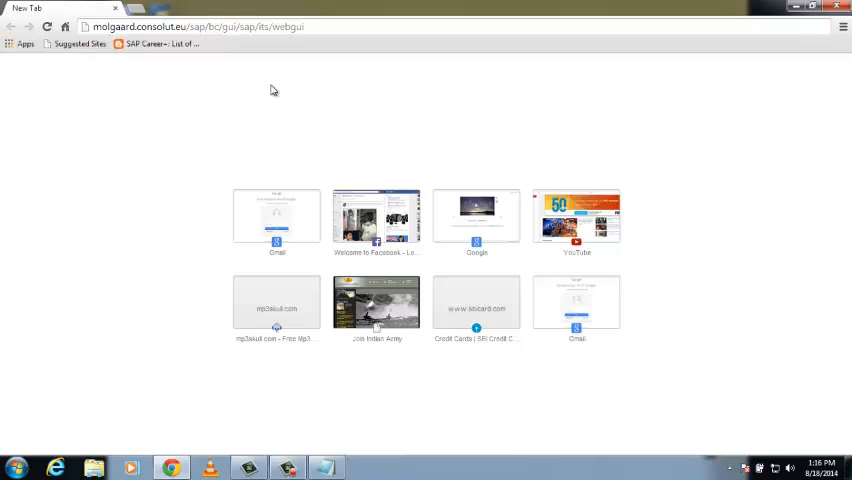 New Tab
molgaard.consolut.eu/sap/bc/gui/sap/its/webgui
Apps Suggested Sites SAP Career+: List of ...
Gmail
Welcome to Facebook - Lo...
Google
50
YouTube
mp3skull.com
www.sbicard.com
mp3skull.com - Free Mp3 ...
Join Indian Army
Credit Cards | SBI Credit C...
Gmail
1:16 PM
8/18/2014